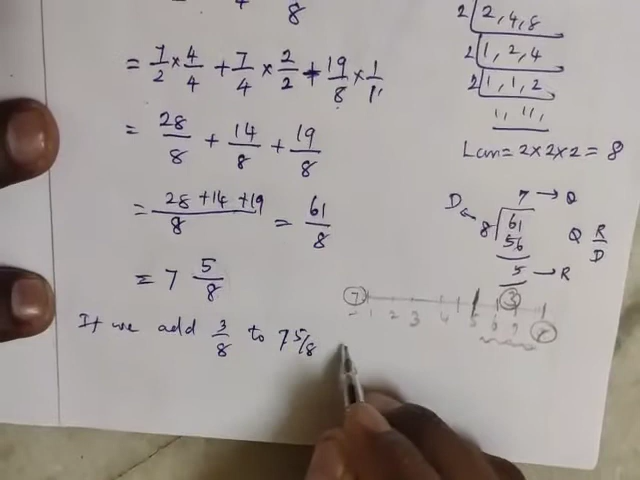 8
= 7/2 × 4/4 + 7/4 × 2/2 + 19/8 × 1/1
= 28/8 + 14/8 + 19/8
= 28 + 14 + 19/8 = 61/8
= 7 5/8
If we add 3/8 to 7 5/8
2 2, 4, 8
2 1, 2, 4
2 1, 1, 2
1, 1, 1,
Lcm = 2 × 2 × 2 = 8
7 → Q
D ← 8 61 Q R/D
56
5 → R
7 3
1 2 3 4 5 6 7 8